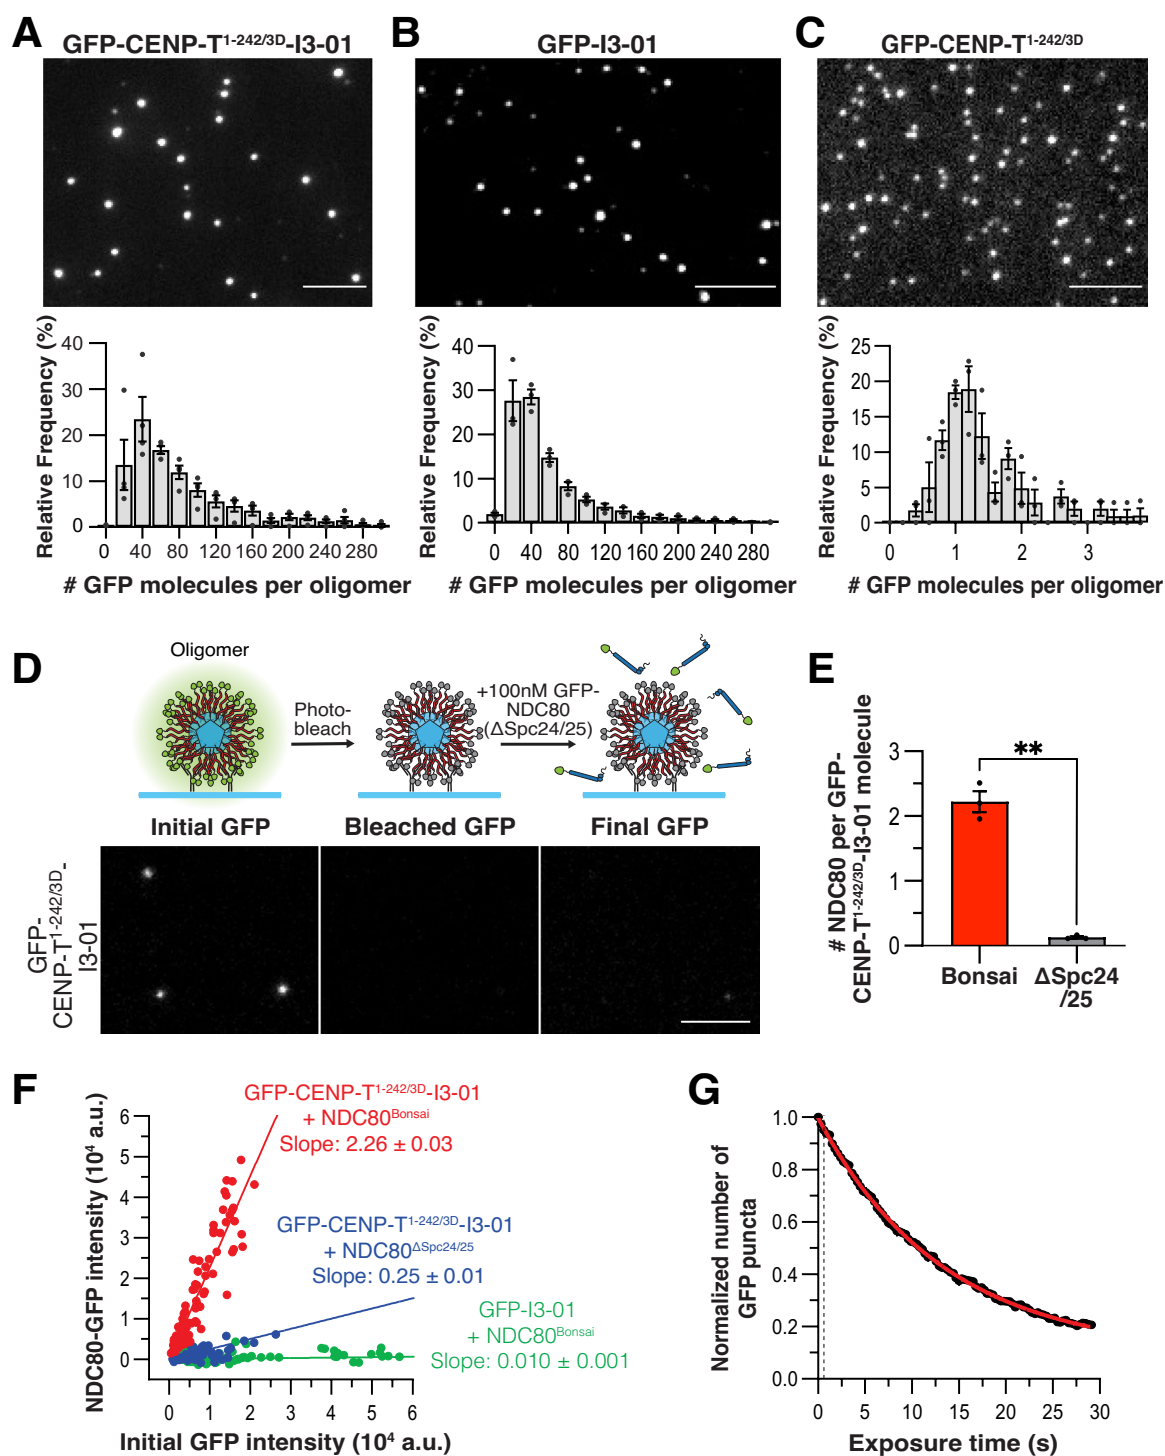 A
GFP-CENP-T1-242/3D-I3-01
B
GFP-I3-01
C
GFP-CENP-T1-242/3D
Relative Frequency (%)
40
30
20
10
0
0 40 80 120 160 200 240 280
# GFP molecules per oligomer
Relative Frequency (%)
40
30
20
10
0
0 40 80 120 160 200 240 280
# GFP molecules per oligomer
Relative Frequency (%)
25
20
15
10
5
0
0 1 2 3
# GFP molecules per oligomer
D
Oligomer
Photo-
bleach
+100nM GFP-
NDC80
(ΔSpc24/25)
Initial GFP
Bleached GFP
Final GFP
GFP-
CENP-T1-242/3D-
I3-01
E
# NDC80 per GFP-
CENP-T1-242/3D-I3-01 molecule
3
2
1
0
**
Bonsai
ΔSpc24
/25
F
NDC80-GFP intensity (10⁴ a.u.)
6
5
4
3
2
1
0
0 1 2 3 4 5 6
Initial GFP intensity (10⁴ a.u.)
GFP-CENP-T1-242/3D-I3-01
+ NDC80Bonsai
Slope: 2.26 ± 0.03
GFP-CENP-T1-242/3D-I3-01
+ NDC80ΔSpc24/25
Slope: 0.25 ± 0.01
GFP-I3-01
+ NDC80Bonsai
Slope: 0.010 ± 0.001
G
Normalized number of
GFP puncta
1.0
0.8
0.6
0.4
0.2
0.0
0 5 10 15 20 25 30
Exposure time (s)